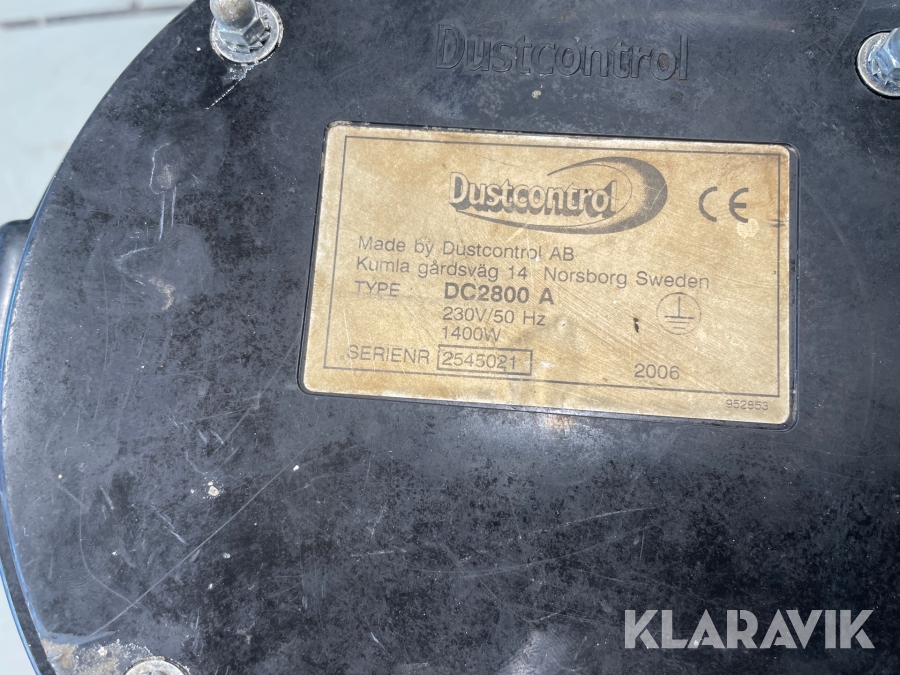 Dustcontrol
Dustcontrol
CE
Made by Dustcontrol AB
Kumla gårdsväg 14 Norsborg Sweden
TYPE DC2800 A
230V/50 Hz
1400W
SERIENR 2545021
2006
952853
KLARAVIK